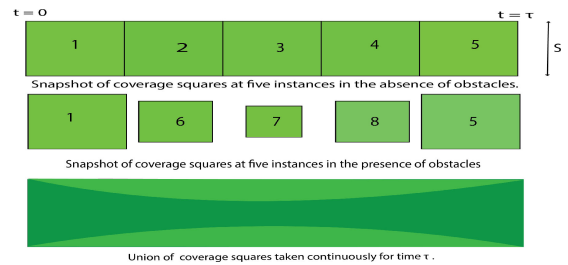 t = 0 t = τ
1 2 3 4 5 S
Snapshot of coverage squares at five instances in the absence of obstacles.
1 6 7 8 5
Snapshot of coverage squares at five instances in the presence of obstacles
Union of coverage squares taken continuously for time τ .